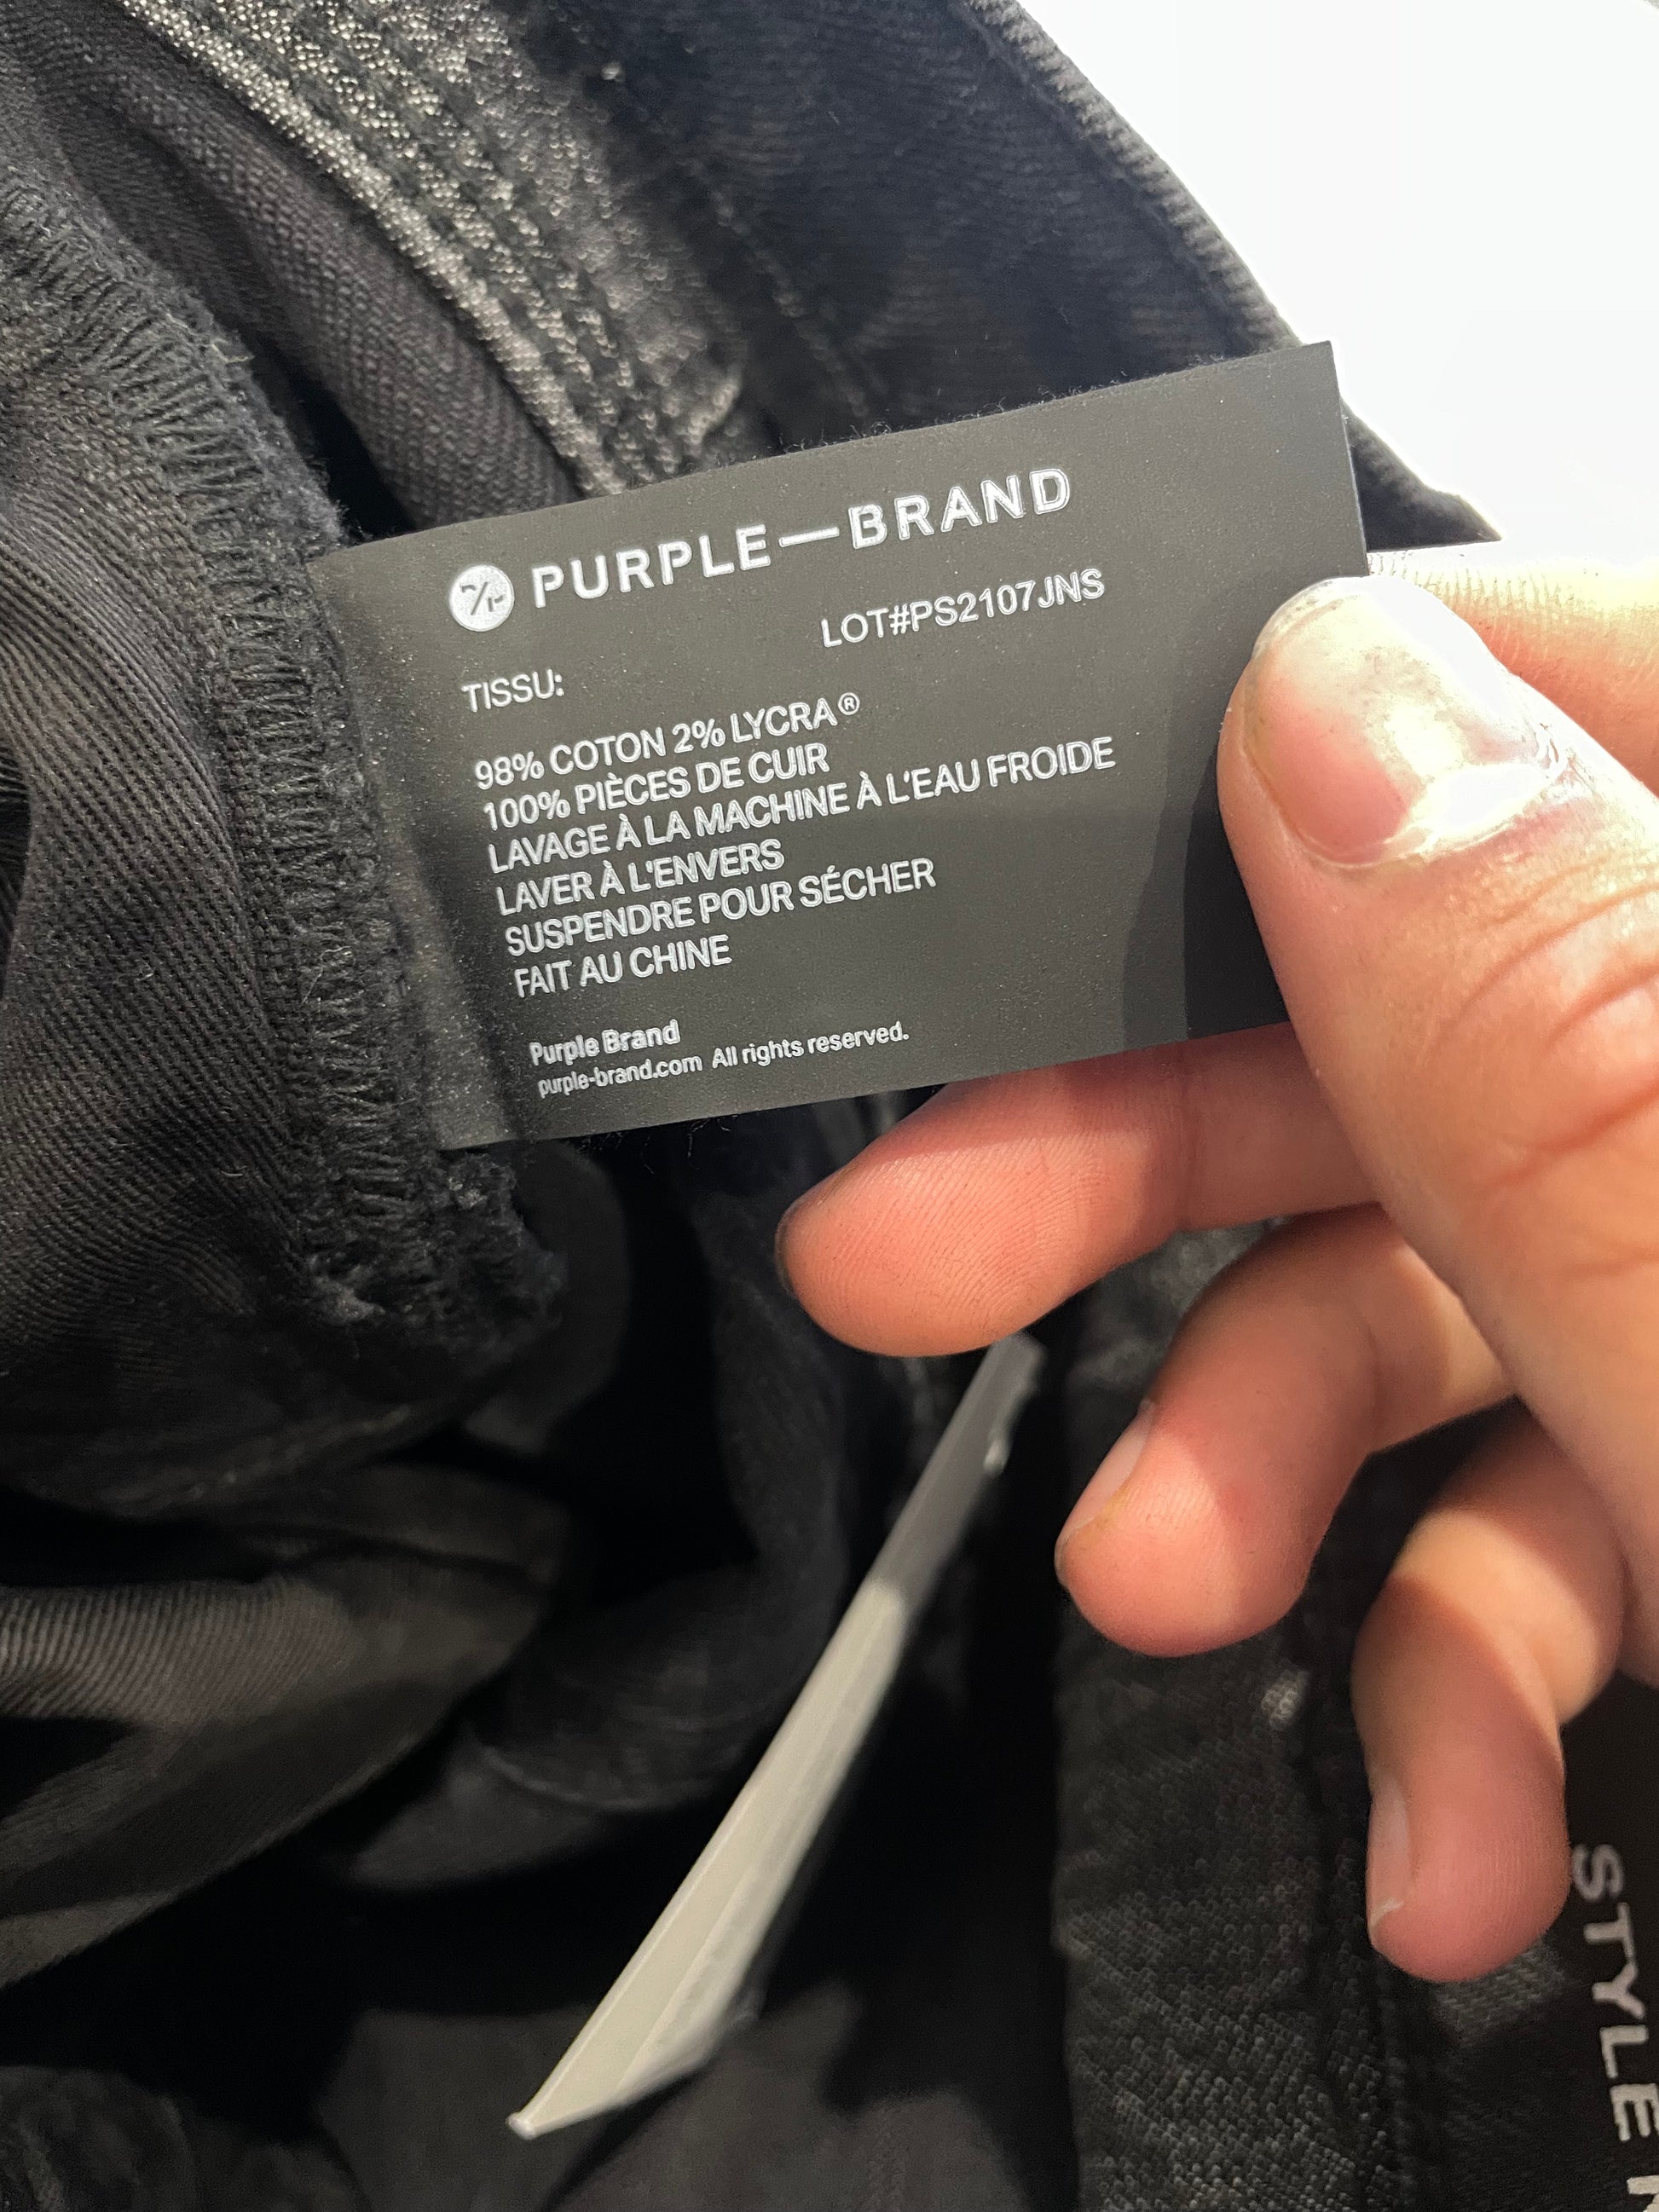 PURPLE—BRAND
LOT#PS2107JNS
TISSU:
98% COTON 2% LYCRA®
100% PIÈCES DE CUIR
LAVAGE À LA MACHINE À L'EAU FROIDE
LAVER À L'ENVERS
SUSPENDRE POUR SÉCHER
FAIT AU CHINE
Purple Brand
purple-brand.com All rights reserved.
STYLE